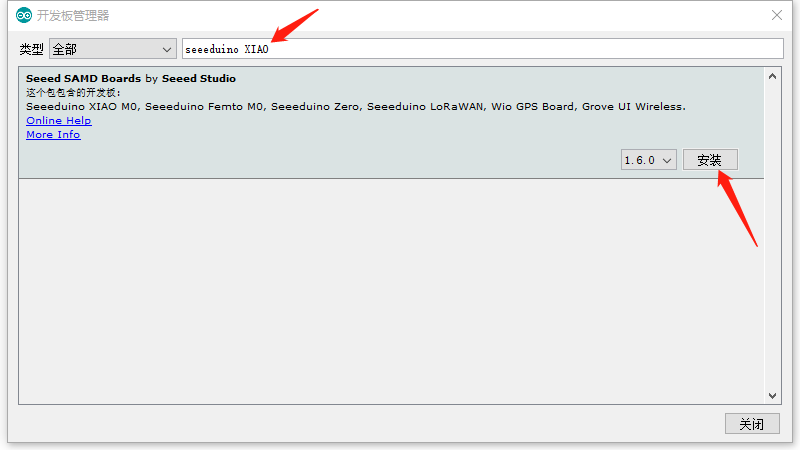 开发板管理器
类型 全部 seeeduino XIAO
Seeed SAMD Boards by Seeed Studio
这个包包含的开发板:
Seeeduino XIAO M0, Seeeduino Femto M0, Seeeduino Zero, Seeeduino LoRaWAN, Wio GPS Board, Grove UI Wireless.
Online Help
More Info
1.6.0 安装
关闭